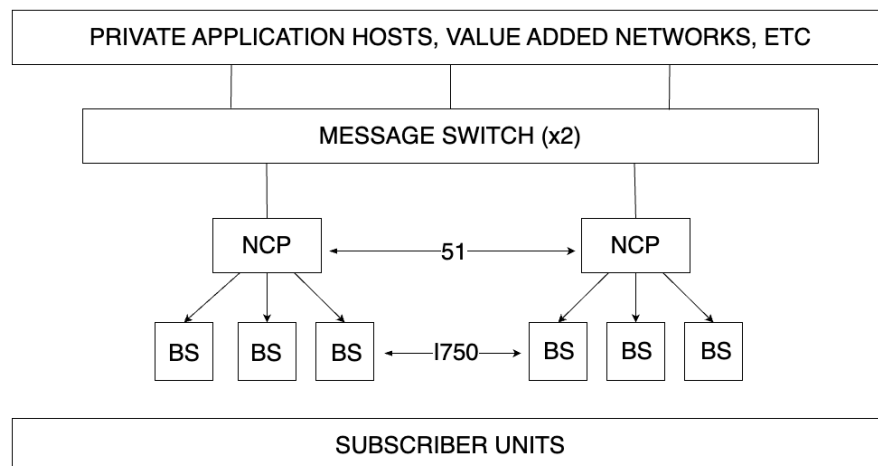 PRIVATE APPLICATION HOSTS, VALUE ADDED NETWORKS, ETC
MESSAGE SWITCH (x2)
NCP 51 NCP
BS BS BS I750 BS BS BS
SUBSCRIBER UNITS